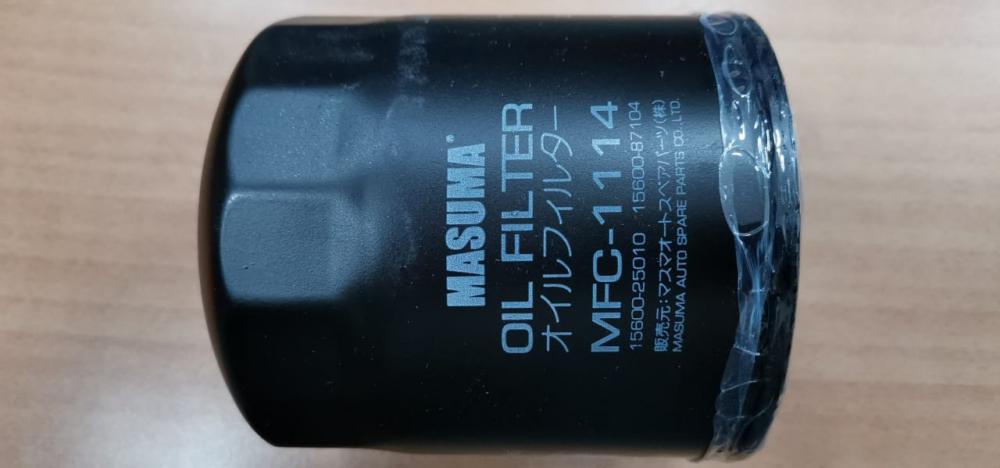 MASUMA®
OIL FILTER
オイルフィルター
MFC-1114
15600-25010 15600-87104
販売元:マスマオートスペアパーツ(株)
MASUMA AUTO SPARE PARTS CO.,LTD.